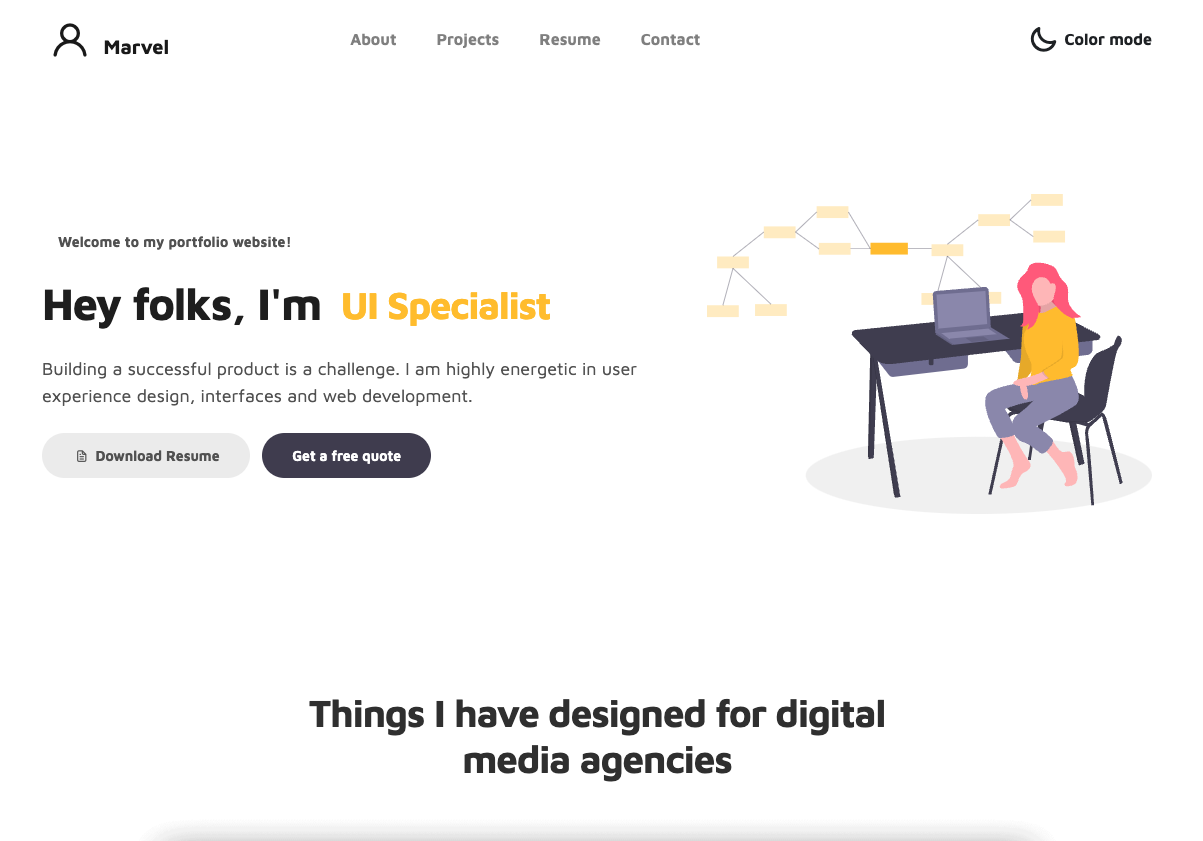 Marvel
About
Projects
Resume
Contact
Color mode
Welcome to my portfolio website!
Hey folks, I'm UI Specialist
Building a successful product is a challenge. I am highly energetic in user
experience design, interfaces and web development.
Download Resume
Get a free quote
Things I have designed for digital
media agencies